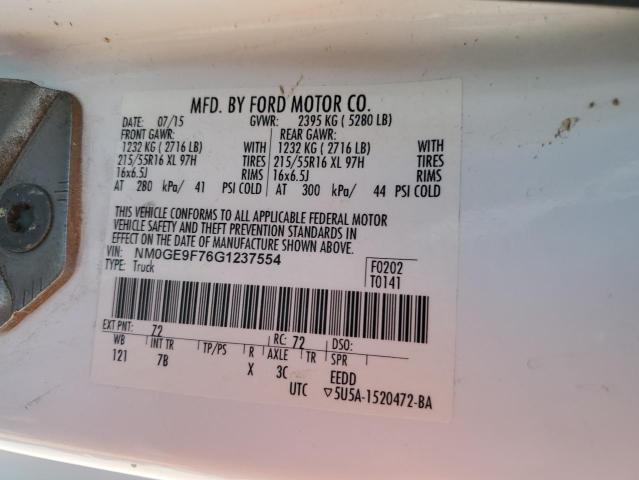 MFD. BY FORD MOTOR CO.
DATE: 07/15 GVWR: 2395 KG ( 5280 LB)
FRONT GAWR: REAR GAWR:
1232 KG ( 2716 LB) WITH 1232 KG ( 2716 LB) WITH
215/55R16 XL 97H TIRES 215/55R16 XL 97H TIRES
16x6.5J RIMS 16x6.5J RIMS
AT 280 kPa/ 41 PSI COLD AT 300 kPa/ 44 PSI COLD
THIS VEHICLE CONFORMS TO ALL APPLICABLE FEDERAL MOTOR
VEHICLE SAFETY AND THEFT PREVENTION STANDARDS IN
EFFECT ON THE DATE OF MANUFACTURE SHOWN ABOVE.
VIN: NM0GE9F76G1237554 F0202
TYPE: Truck T0141
EXT PNT: 72 RC: 72 DSO:
WB INT TR TP/PS R AXLE TR SPR
121 7B X 3C EEDD
UTC ▽5U5A-1520472-BA